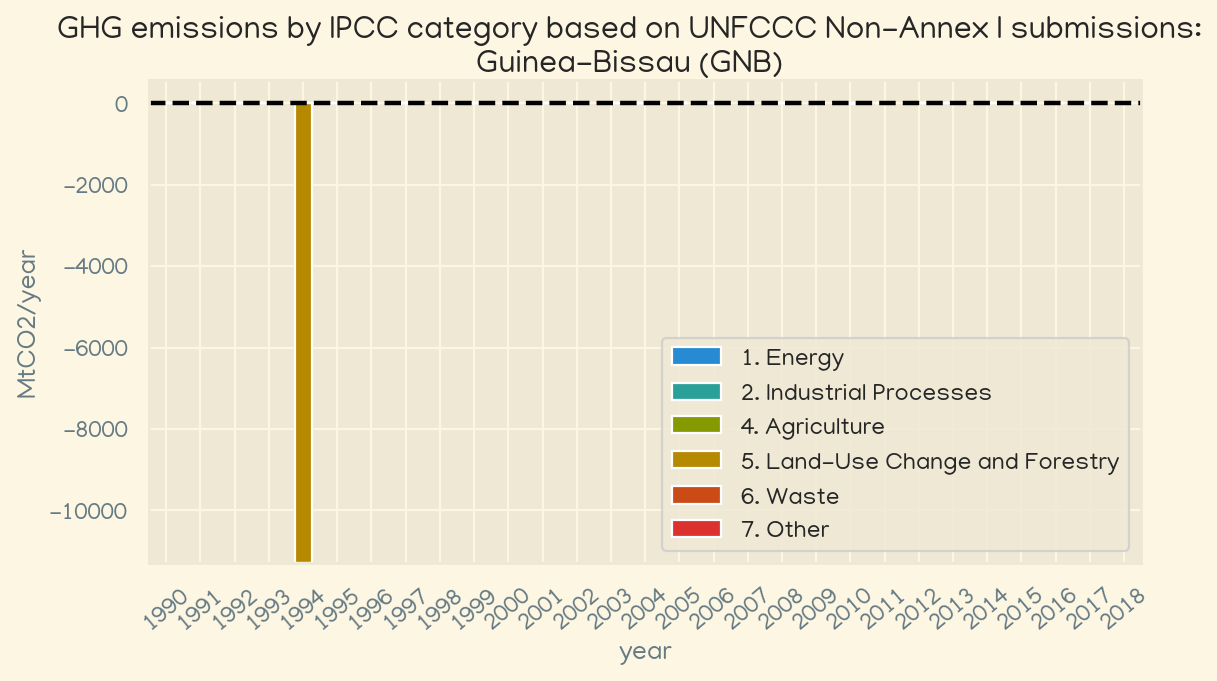 GHG emissions by IPCC category based on UNFCCC Non-Annex I submissions:
Guinea-Bissau (GNB)
0
-2000
-4000
-6000
-8000
-10000
MtCO2/year
1. Energy
2. Industrial Processes
4. Agriculture
5. Land-Use Change and Forestry
6. Waste
7. Other
1990 1991 1992 1993 1994 1995 1996 1997 1998 1999 2000 2001 2002 2003 2004 2005 2006 2007 2008 2009 2010 2011 2012 2013 2014 2015 2016 2017 2018
year